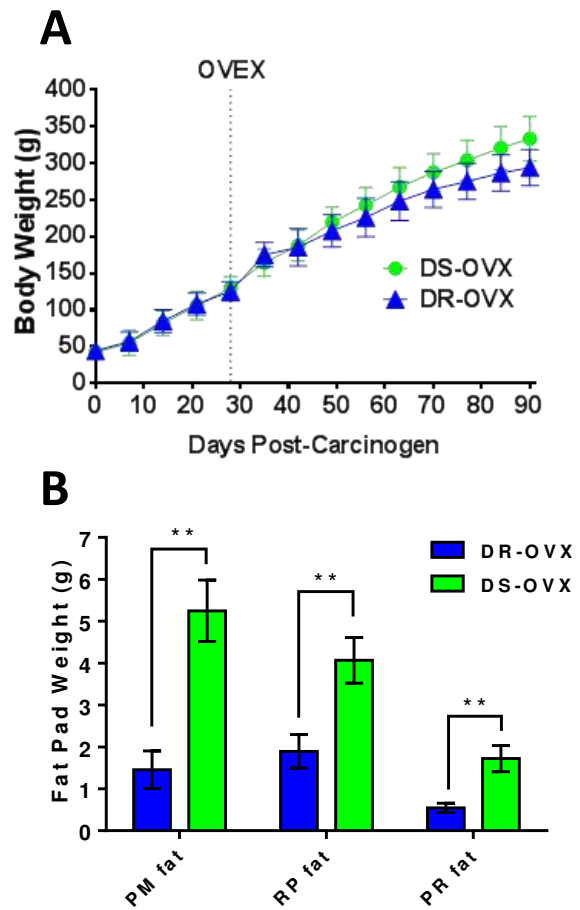 A
OVEX
400
350
300
250
200
150
100
50
0
Body Weight (g)
DS-OVX
DR-OVX
0 10 20 30 40 50 60 70 80 90
Days Post-Carcinogen
B
7
6
5
4
3
2
1
0
Fat Pad Weight (g)
**
**
**
DR-OVX
DS-OVX
PM fat
RP fat
PR fat